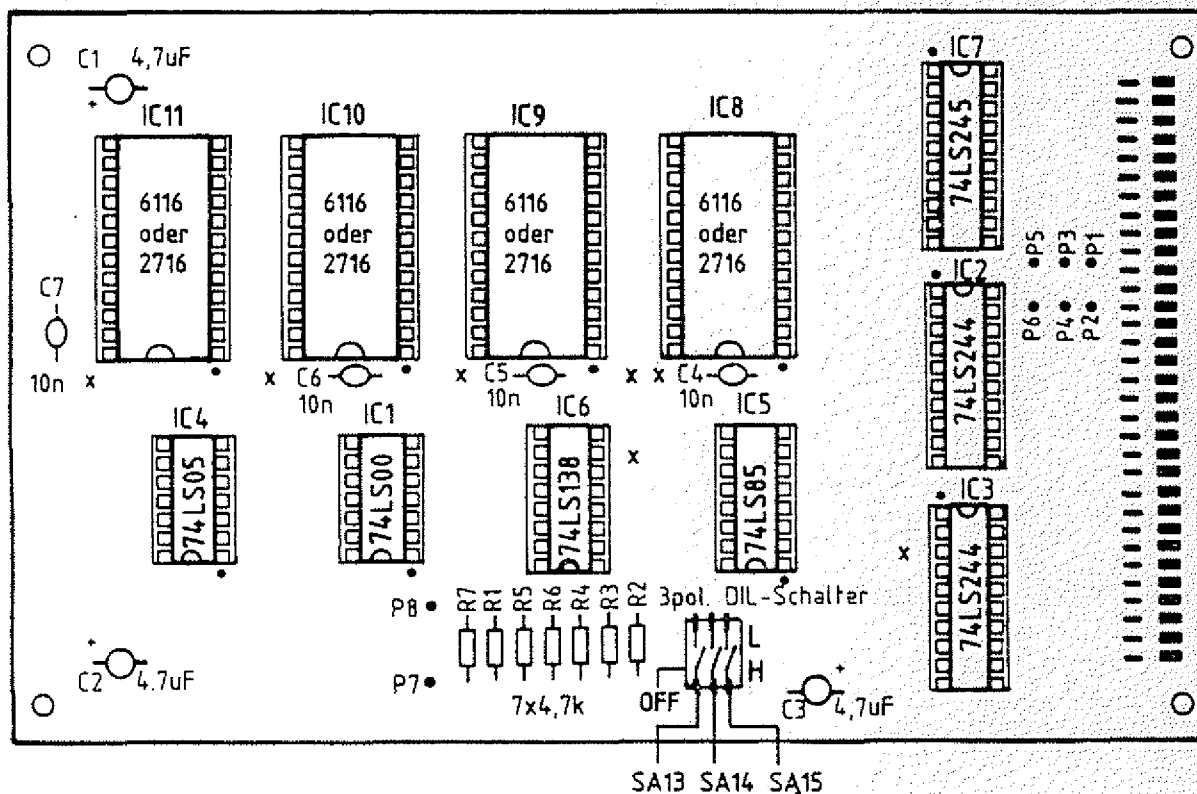 C1
4,7uF
IC11
IC10
IC9
IC8
IC7
74LS245
6116
oder
2716
6116
oder
2716
6116
oder
2716
6116
oder
2716
P5
P3
P1
P6
P4
P2
IC2
74LS244
C7
10n
x
x
C6
10n
x
C5
10n
x
x
C4
10n
IC4
74LS05
IC1
74LS00
IC6
74LS138
x
IC5
74LS85
IC3
74LS244
x
P8
R7
R1
R5
R6
R4
R3
R2
3pol. DIL-Schalter
L
H
P7
7x4,7k
OFF
C2
4.7uF
C3
4,7uF
SA13 SA14 SA15